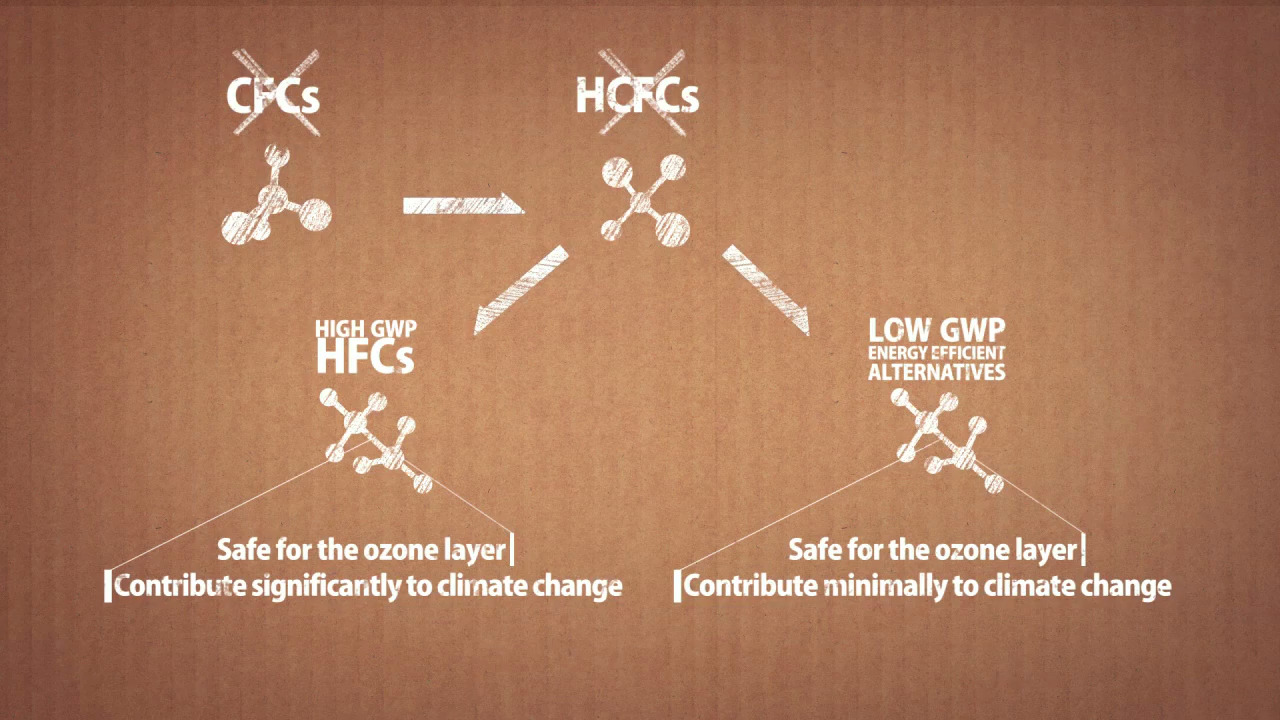 CFCs
HCFCs
HIGH GWP
HFCs
LOW GWP
ENERGY EFFICIENT
ALTERNATIVES
Safe for the ozone layer
Contribute significantly to climate change
Safe for the ozone layer
Contribute minimally to climate change